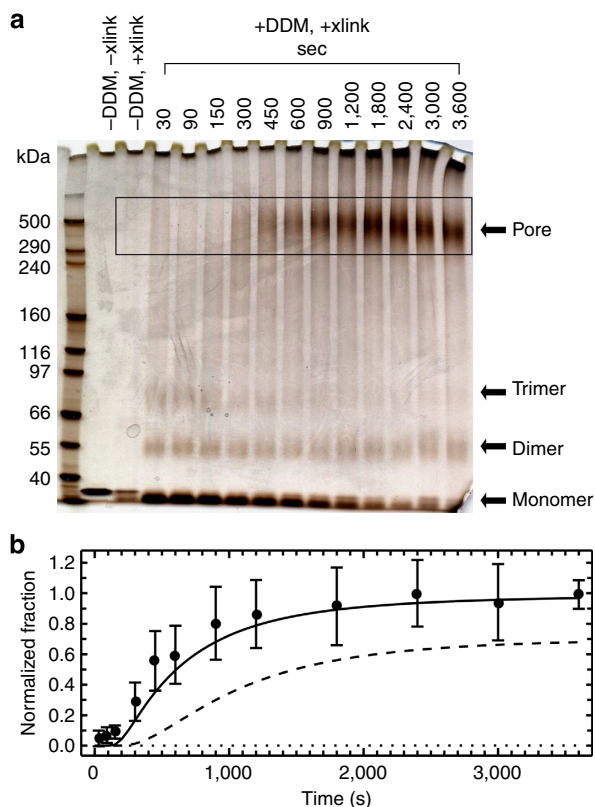 a
+DDM, +xlink
sec
–DDM, –xlink
–DDM, +xlink
30 90 150 300 450 600 900 1,200 1,800 2,400 3,000 3,600
kDa
500
290
240
160
116
97
66
55
40
Pore
Trimer
Dimer
Monomer
b
1.2
1.0
0.8
0.6
0.4
0.2
0.0
Normalized fraction
0 1,000 2,000 3,000
Time (s)